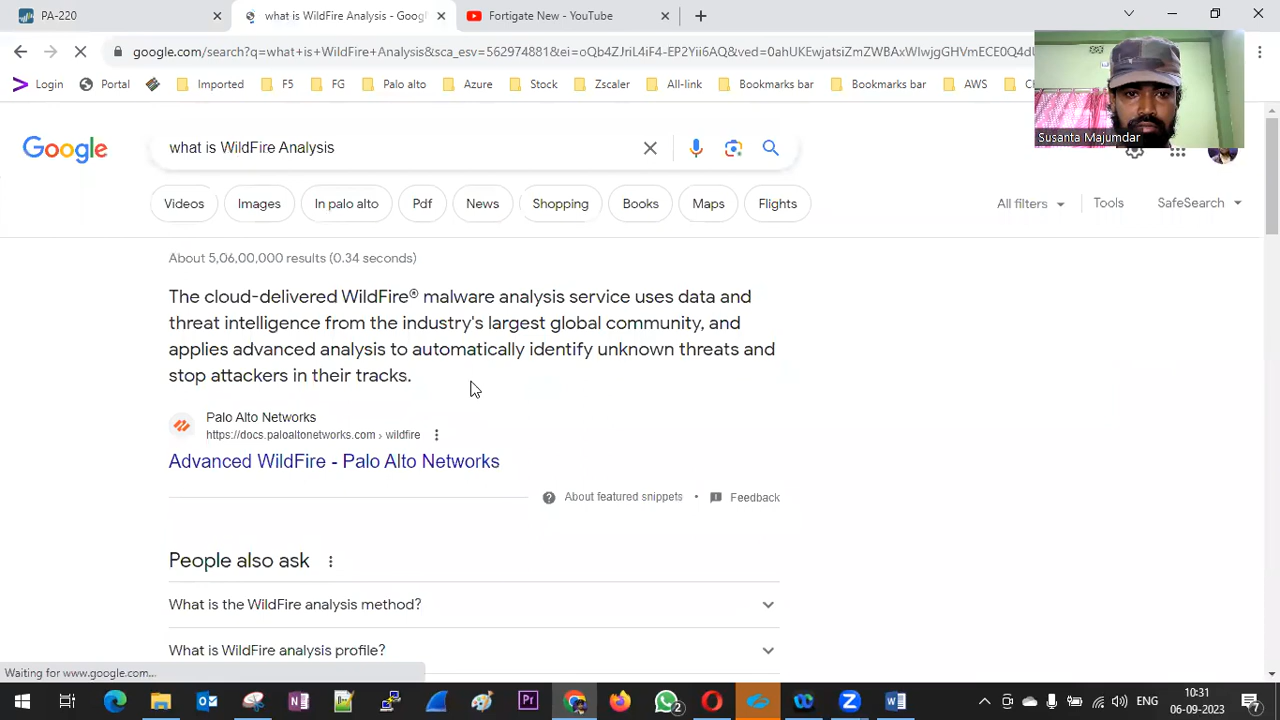 PA-220
what is WildFire Analysis - Goog
Fortigate New - YouTube
google.com/search?q=what+is+WildFire+Analysis&sca_esv=562974881&ei=oQb4ZJriL4iF4-EP2Yii6AQ&ved=0ahUKEwjatsiZmZWBAxWIwjgGHVmECE0Q4dU
Login
Portal
Imported
F5
FG
Palo alto
Azure
Stock
Zscaler
All-link
Bookmarks bar
Bookmarks bar
AWS
Susanta Majumdar
Google
what is WildFire Analysis
Videos
Images
In palo alto
Pdf
News
Shopping
Books
Maps
Flights
All filters
Tools
SafeSearch
About 5,06,00,000 results (0.34 seconds)
The cloud-delivered WildFire® malware analysis service uses data and
threat intelligence from the industry's largest global community, and
applies advanced analysis to automatically identify unknown threats and
stop attackers in their tracks.
Palo Alto Networks
https://docs.paloaltonetworks.com › wildfire
Advanced WildFire - Palo Alto Networks
About featured snippets
•
Feedback
People also ask
What is the WildFire analysis method?
What is WildFire analysis profile?
Waiting for www.google.com...
Pr
2
ENG
10:31
06-09-2023
7